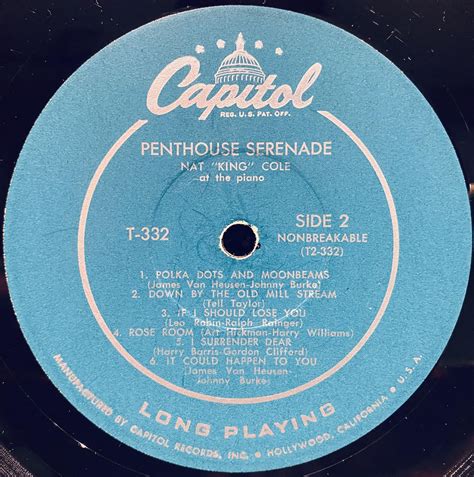 Capitol
REG. U.S. PAT. OFF.
PENTHOUSE SERENADE
NAT "KING" COLE
at the piano
T-332
SIDE 2
NONBREAKABLE
(T2-332)
1. POLKA DOTS AND MOONBEAMS
(James Van Heusen-Johnny Burke)
2. DOWN BY THE OLD MILL STREAM
(Tell Taylor)
3. IF I SHOULD LOSE YOU
(Leo Robin-Ralph Rainger)
4. ROSE ROOM (Art Hickman-Harry Williams)
5. I SURRENDER DEAR
(Harry Barris-Gordon Clifford)
6. IT COULD HAPPEN TO YOU
(James Van Heusen-
Johnny Burke)
LONG PLAYING
MANUFACTURED BY CAPITOL RECORDS, INC. • HOLLYWOOD, CALIFORNIA • U.S.A.